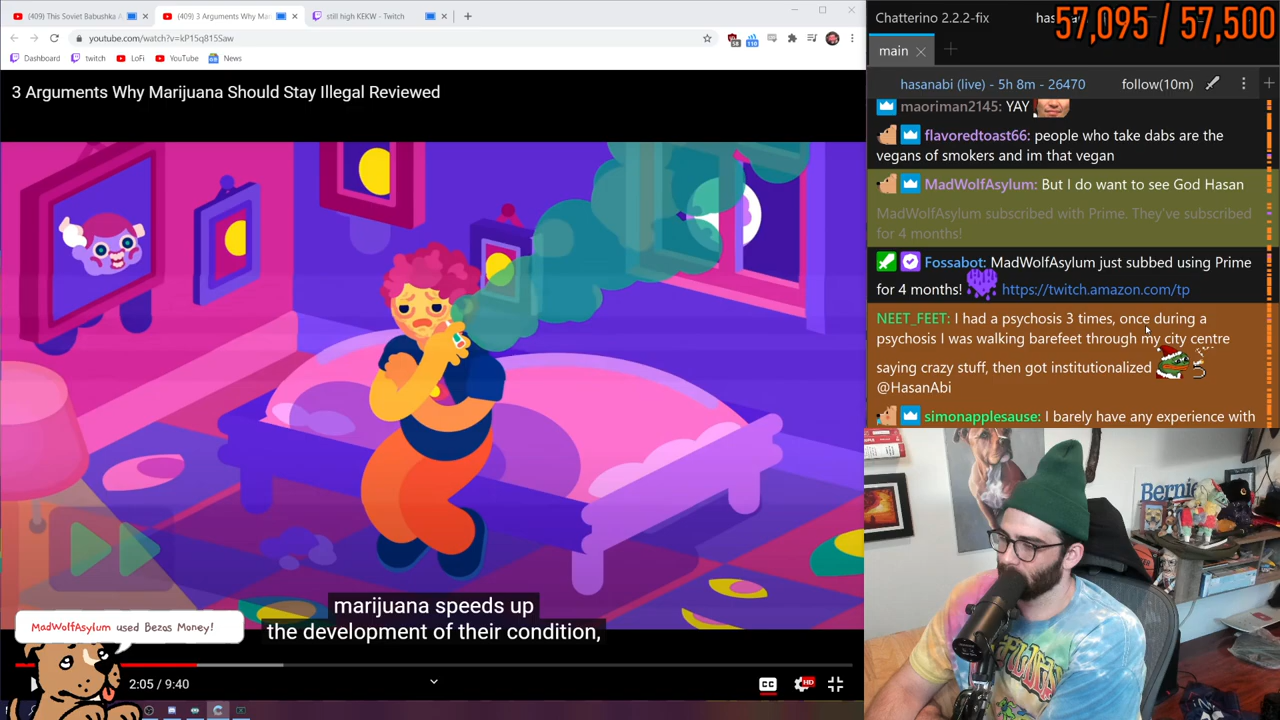 (409) This Soviet Babushka A
(409) 3 Arguments Why Mar
still high KEKW - Twitch
youtube.com/watch?v=kP15q815Saw
Dashboard
twitch
LoFi
YouTube
News
3 Arguments Why Marijuana Should Stay Illegal Reviewed
marijuana speeds up
the development of their condition,
MadWolfAsylum used Bezos Money!
2:05 / 9:40
HD
Chatterino 2.2.2-fix
has
57,095 / 57,500
main
hasanabi (live) - 5h 8m - 26470
follow(10m)
maoriman2145: YAY
flavoredtoast66: people who take dabs are the
vegans of smokers and im that vegan
MadWolfAsylum: But I do want to see God Hasan
MadWolfAsylum subscribed with Prime. They've subscribed
for 4 months!
Fossabot: MadWolfAsylum just subbed using Prime
for 4 months! https://twitch.amazon.com/tp
NEET_FEET: I had a psychosis 3 times, once during a
psychosis I was walking barefeet through my city centre
saying crazy stuff, then got institutionalized
@HasanAbi
simonapplesause: I barely have any experience with
Bernie